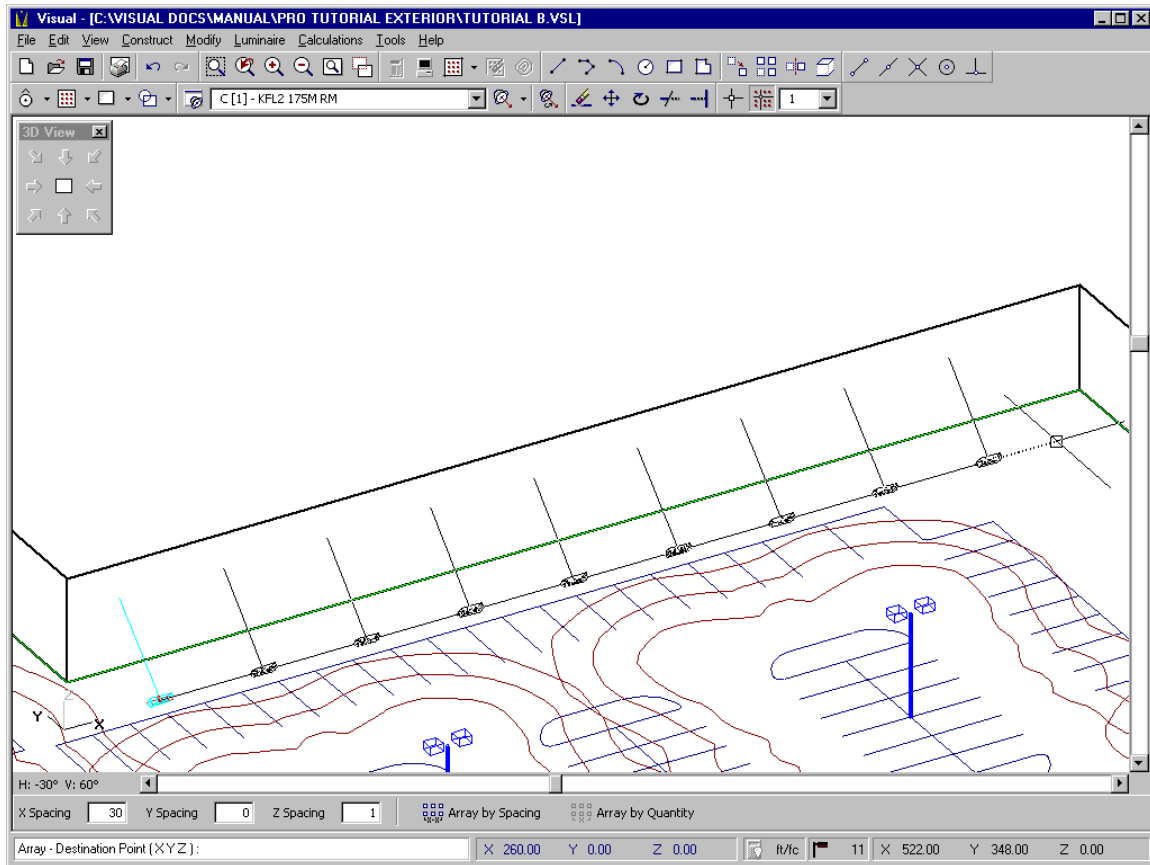 Visual - [C:\VISUAL DOCS\MANUAL\PRO TUTORIAL EXTERIOR\TUTORIAL B.VSL]
File Edit View Construct Modify Luminaire Calculations Tools Help
C [1] - KFL2 175M RM
1
3D View
Z
Y
X
H: -30° V: 60°
X Spacing 30 Y Spacing 0 Z Spacing 1 Array by Spacing Array by Quantity
Array - Destination Point (X Y Z) : X 260.00 Y 0.00 Z 0.00 ft/fc 11 X 522.00 Y 348.00 Z 0.00